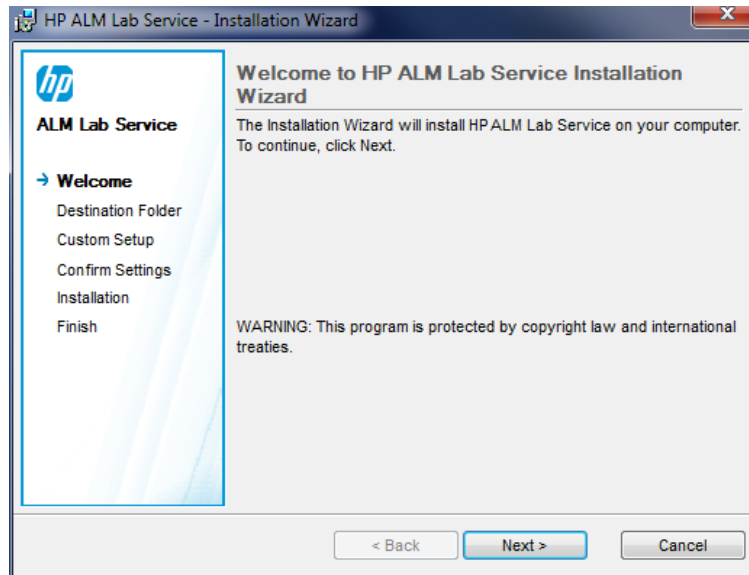 HP ALM Lab Service - Installation Wizard
hp
ALM Lab Service
Welcome
Destination Folder
Custom Setup
Confirm Settings
Installation
Finish
Welcome to HP ALM Lab Service Installation
Wizard
The Installation Wizard will install HP ALM Lab Service on your computer.
To continue, click Next.
WARNING: This program is protected by copyright law and international
treaties.
< Back
Next >
Cancel